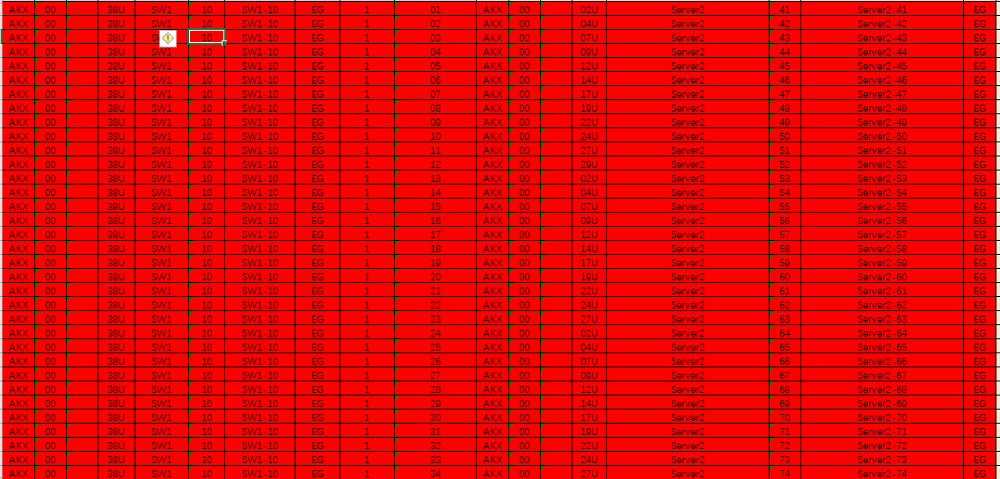 AKX 00 38U SW1 10 SW1-10 EG 1 01 AKX 00 02U Server2 41 Server2-41 EG
AKX 00 38U SW1 10 SW1-10 EG 1 02 AKX 00 04U Server2 42 Server2-42 EG
AKX 00 38U 10 SW1-10 EG 1 03 AKX 00 07U Server2 43 Server2-43 EG
AKX 00 38U SW1 10 SW1-10 EG 1 04 AKX 00 09U Server2 44 Server2-44 EG
AKX 00 38U SW1 10 SW1-10 EG 1 05 AKX 00 12U Server2 45 Server2-45 EG
AKX 00 38U SW1 10 SW1-10 EG 1 06 AKX 00 14U Server2 46 Server2-46 EG
AKX 00 38U SW1 10 SW1-10 EG 1 07 AKX 00 17U Server2 47 Server2-47 EG
AKX 00 38U SW1 10 SW1-10 EG 1 08 AKX 00 19U Server2 48 Server2-48 EG
AKX 00 38U SW1 10 SW1-10 EG 1 09 AKX 00 22U Server2 49 Server2-49 EG
AKX 00 38U SW1 10 SW1-10 EG 1 10 AKX 00 24U Server2 50 Server2-50 EG
AKX 00 38U SW1 10 SW1-10 EG 1 11 AKX 00 27U Server2 51 Server2-51 EG
AKX 00 38U SW1 10 SW1-10 EG 1 12 AKX 00 29U Server2 52 Server2-52 EG
AKX 00 38U SW1 10 SW1-10 EG 1 13 AKX 00 02U Server2 53 Server2-53 EG
AKX 00 38U SW1 10 SW1-10 EG 1 14 AKX 00 04U Server2 54 Server2-54 EG
AKX 00 38U SW1 10 SW1-10 EG 1 15 AKX 00 07U Server2 55 Server2-55 EG
AKX 00 38U SW1 10 SW1-10 EG 1 16 AKX 00 09U Server2 56 Server2-56 EG
AKX 00 38U SW1 10 SW1-10 EG 1 17 AKX 00 12U Server2 57 Server2-57 EG
AKX 00 38U SW1 10 SW1-10 EG 1 18 AKX 00 14U Server2 58 Server2-58 EG
AKX 00 38U SW1 10 SW1-10 EG 1 19 AKX 00 17U Server2 59 Server2-59 EG
AKX 00 38U SW1 10 SW1-10 EG 1 20 AKX 00 19U Server2 60 Server2-60 EG
AKX 00 38U SW1 10 SW1-10 EG 1 21 AKX 00 22U Server2 61 Server2-61 EG
AKX 00 38U SW1 10 SW1-10 EG 1 22 AKX 00 24U Server2 62 Server2-62 EG
AKX 00 38U SW1 10 SW1-10 EG 1 23 AKX 00 27U Server2 63 Server2-63 EG
AKX 00 38U SW1 10 SW1-10 EG 1 24 AKX 00 02U Server2 64 Server2-64 EG
AKX 00 38U SW1 10 SW1-10 EG 1 25 AKX 00 04U Server2 65 Server2-65 EG
AKX 00 38U SW1 10 SW1-10 EG 1 26 AKX 00 07U Server2 66 Server2-66 EG
AKX 00 38U SW1 10 SW1-10 EG 1 27 AKX 00 09U Server2 67 Server2-67 EG
AKX 00 38U SW1 10 SW1-10 EG 1 28 AKX 00 12U Server2 68 Server2-68 EG
AKX 00 38U SW1 10 SW1-10 EG 1 29 AKX 00 14U Server2 69 Server2-69 EG
AKX 00 38U SW1 10 SW1-10 EG 1 30 AKX 00 17U Server2 70 Server2-70 EG
AKX 00 38U SW1 10 SW1-10 EG 1 31 AKX 00 19U Server2 71 Server2-71 EG
AKX 00 38U SW1 10 SW1-10 EG 1 32 AKX 00 22U Server2 72 Server2-72 EG
AKX 00 38U SW1 10 SW1-10 EG 1 33 AKX 00 24U Server2 73 Server2-73 EG
AKX 00 38U SW1 10 SW1-10 EG 1 34 AKX 00 27U Server2 74 Server2-74 EG